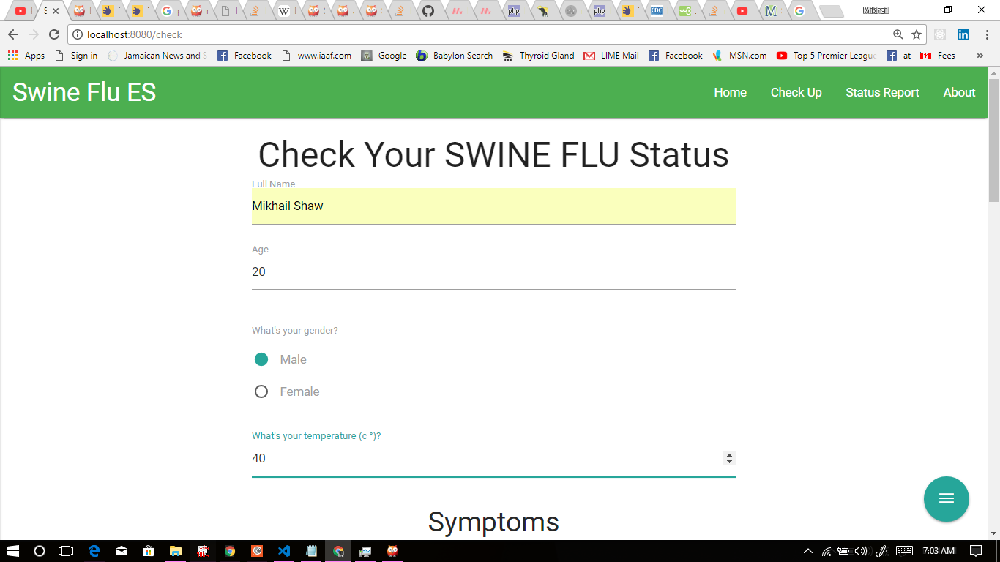 Mikhail
localhost:8080/check
Apps Sign in Jamaican News and S Facebook www.iaaf.com Google Babylon Search Thyroid Gland LIME Mail Facebook MSN.com Top 5 Premier League at Fees »
Swine Flu ES Home Check Up Status Report About
Check Your SWINE FLU Status
Full Name
Mikhail Shaw
Age
20
What's your gender?
Male
Female
What's your temperature (c °)?
40
Symptoms
7:03 AM